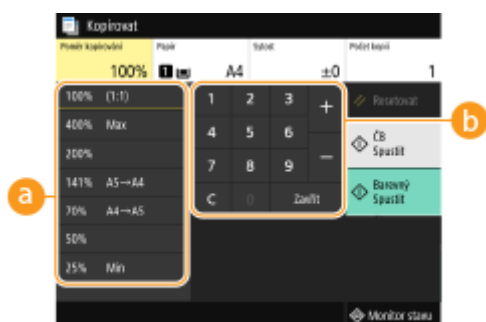 Kopírovat
Poměr kopírování Papír Sytost Počet kopií
100% 1 A4 ±0 1
100% (1:1)
400% Max
200%
141% A5→A4
70% A4→A5
50%
25% Min
1 2 3 +
4 5 6
7 8 9 −
C 0 Zavřít
Resetovat
ČB
Spustit
Barevný
Spustit
Monitor stavu
a
b